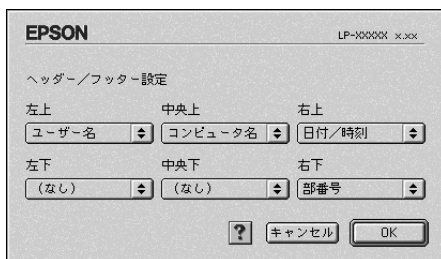 EPSON LP-XXXXX x.xx
ヘッダー/フッター設定
左上 中央上 右上
ユーザー名 コンピュータ名 日付/時刻
左下 中央下 右下
(なし) (なし) 部番号
? キャンセル OK